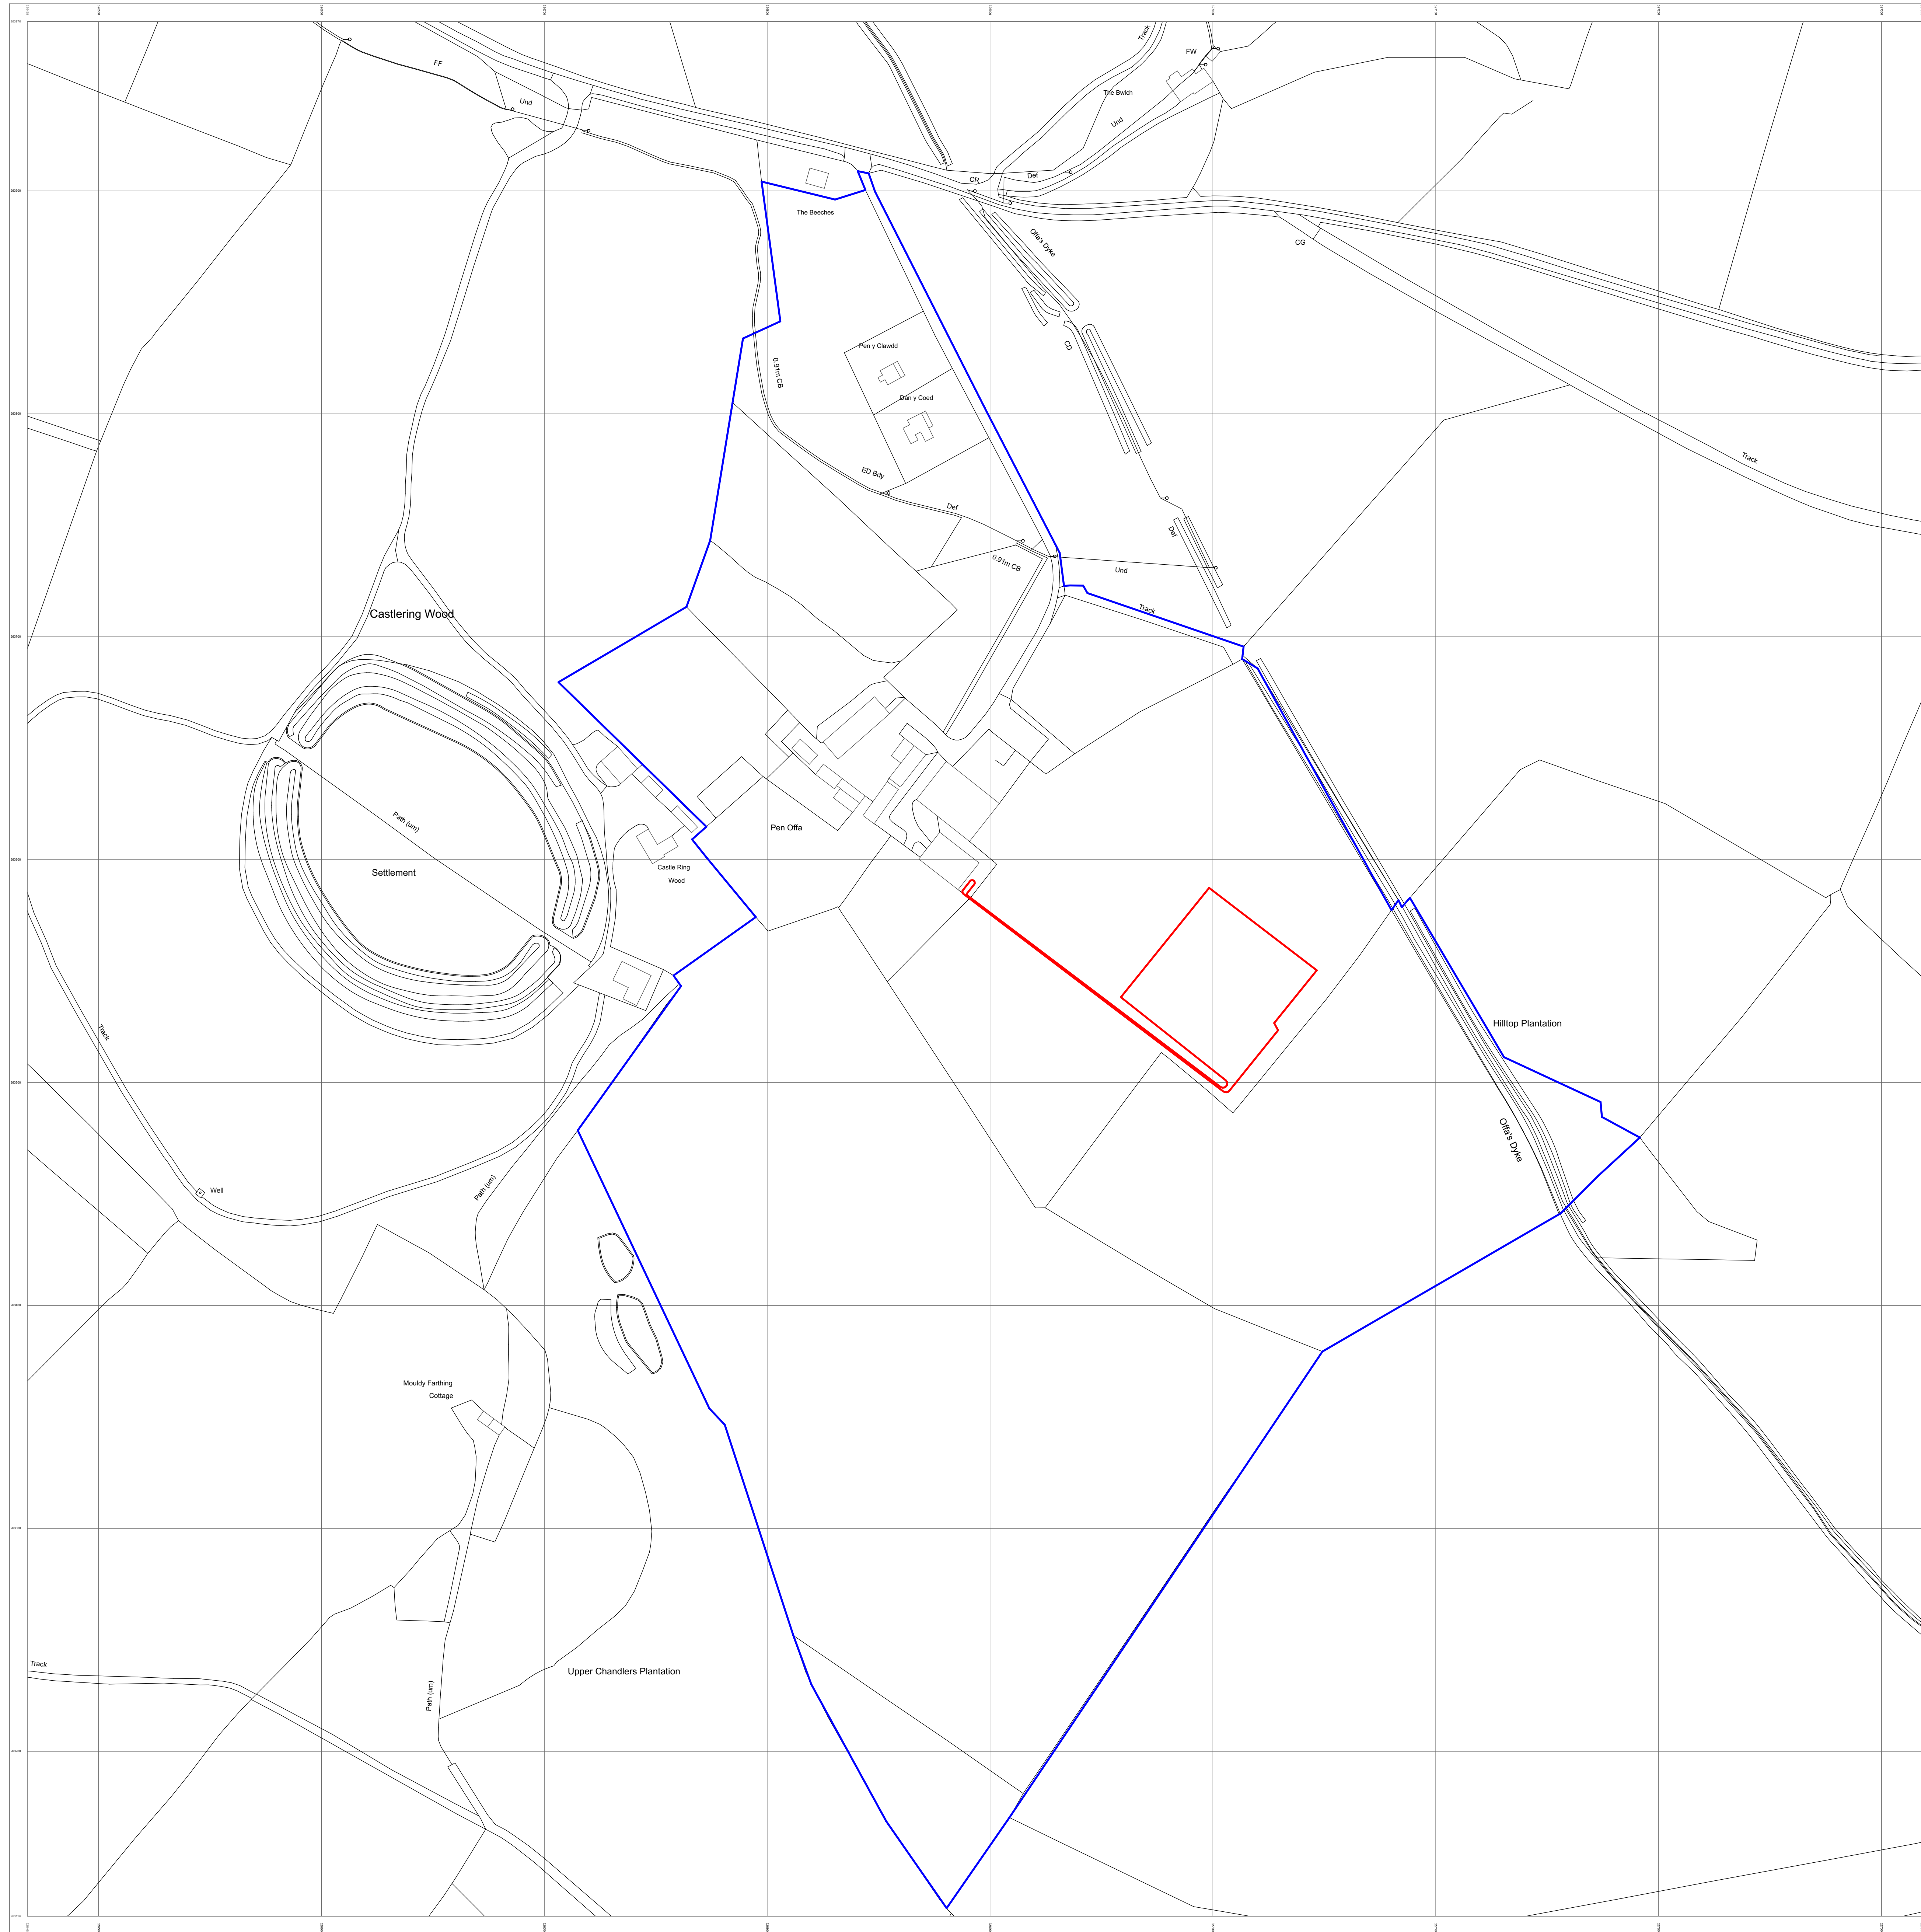 Track
FW
FF
The Bwlch
Und
Und
CR
Def
The Beeches
Offa's Dyke
CG
Pen y Clawdd
CD
0.91m CB
Dan y Coed
Track
ED Bdy
Def
Def
0.91m CB
Und
Track
Castlering Wood
Path (um)
Pen Offa
Settlement
Castle Ring
Wood
Track
Hilltop Plantation
Offa's Dyke
Path (um)
Well
Mouldy Farthing
Cottage
Track
Upper Chandlers Plantation
Path (um)